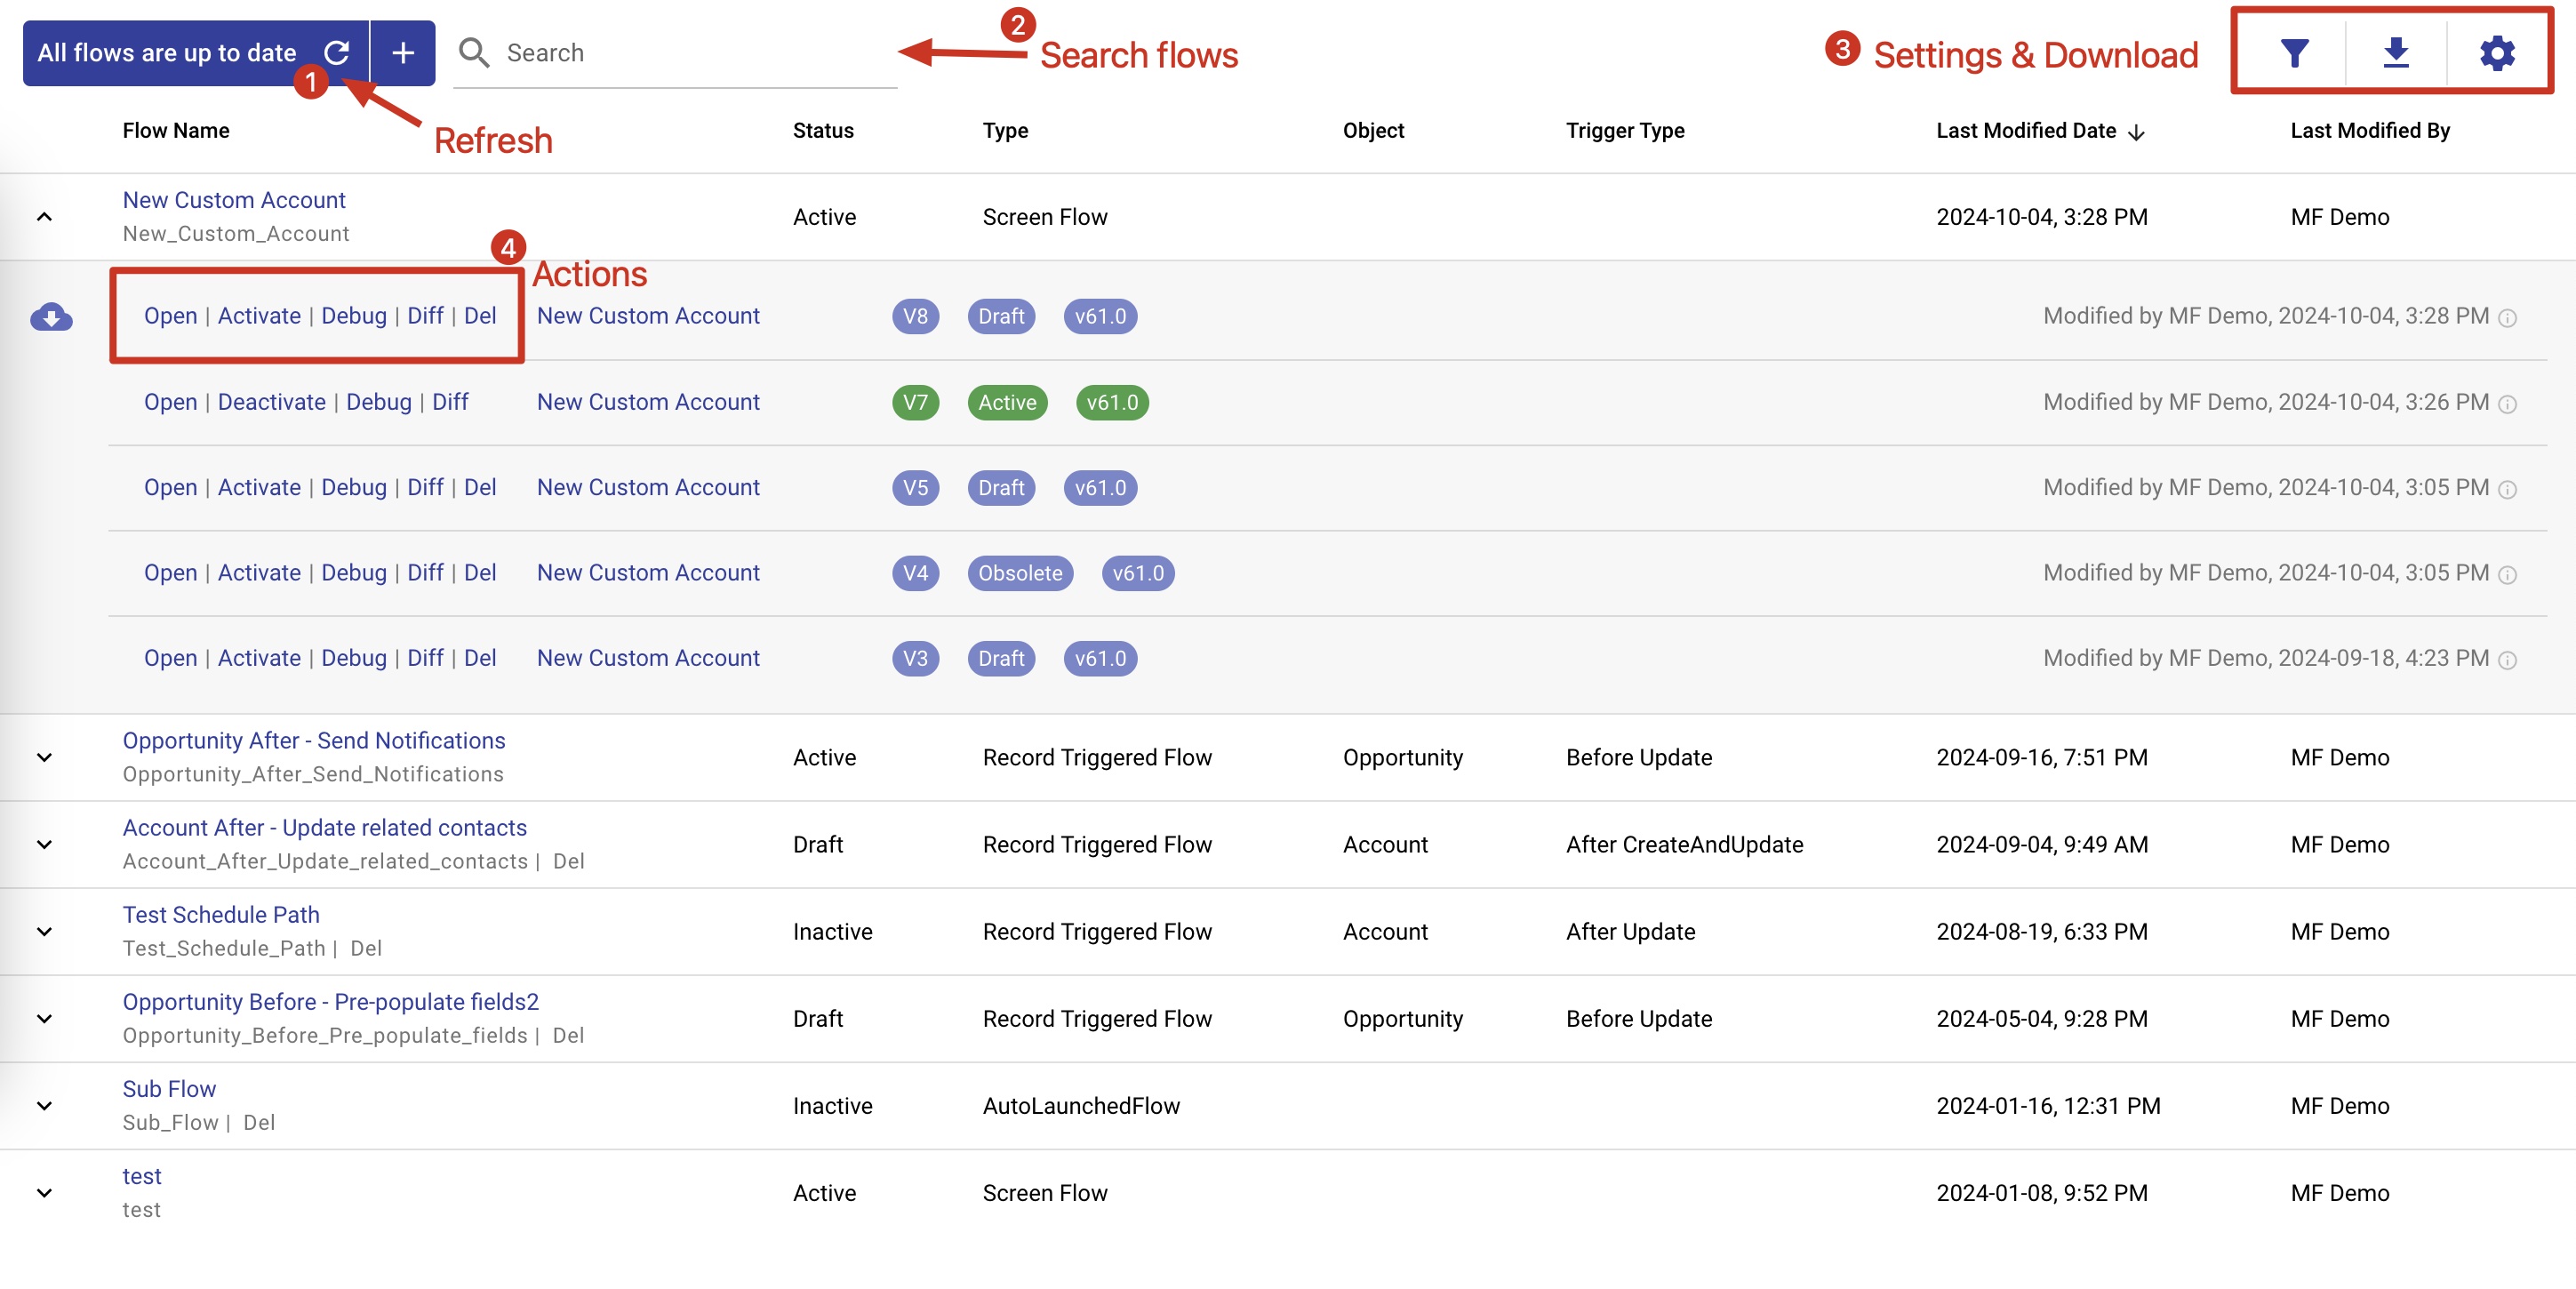 All flows are up to date
Search
1
Refresh
2
Search flows
3
Settings & Download
Flow Name Status Type Object Trigger Type Last Modified Date Last Modified By
New Custom Account
New_Custom_Account
Active Screen Flow 2024-10-04, 3:28 PM MF Demo
4
Actions
Open | Activate | Debug | Diff | Del New Custom Account V8 Draft v61.0 Modified by MF Demo, 2024-10-04, 3:28 PM
Open | Deactivate | Debug | Diff New Custom Account V7 Active v61.0 Modified by MF Demo, 2024-10-04, 3:26 PM
Open | Activate | Debug | Diff | Del New Custom Account V5 Draft v61.0 Modified by MF Demo, 2024-10-04, 3:05 PM
Open | Activate | Debug | Diff | Del New Custom Account V4 Obsolete v61.0 Modified by MF Demo, 2024-10-04, 3:05 PM
Open | Activate | Debug | Diff | Del New Custom Account V3 Draft v61.0 Modified by MF Demo, 2024-09-18, 4:23 PM
Opportunity After - Send Notifications
Opportunity_After_Send_Notifications
Active Record Triggered Flow Opportunity Before Update 2024-09-16, 7:51 PM MF Demo
Account After - Update related contacts
Account_After_Update_related_contacts | Del
Draft Record Triggered Flow Account After CreateAndUpdate 2024-09-04, 9:49 AM MF Demo
Test Schedule Path
Test_Schedule_Path | Del
Inactive Record Triggered Flow Account After Update 2024-08-19, 6:33 PM MF Demo
Opportunity Before - Pre-populate fields2
Opportunity_Before_Pre_populate_fields | Del
Draft Record Triggered Flow Opportunity Before Update 2024-05-04, 9:28 PM MF Demo
Sub Flow
Sub_Flow | Del
Inactive AutoLaunchedFlow 2024-01-16, 12:31 PM MF Demo
test
test
Active Screen Flow 2024-01-08, 9:52 PM MF Demo